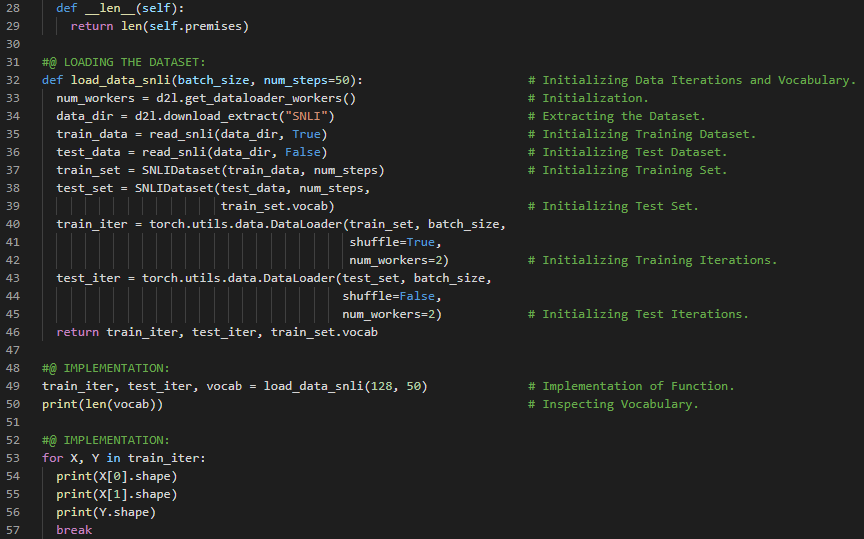 28 def __len__(self):
29 return len(self.premises)
30
31 #@ LOADING THE DATASET:
32 def load_data_snli(batch_size, num_steps=50): # Initializing Data Iterations and Vocabulary.
33 num_workers = d2l.get_dataloader_workers() # Initialization.
34 data_dir = d2l.download_extract("SNLI") # Extracting the Dataset.
35 train_data = read_snli(data_dir, True) # Initializing Training Dataset.
36 test_data = read_snli(data_dir, False) # Initializing Test Dataset.
37 train_set = SNLIDataset(train_data, num_steps) # Initializing Training Set.
38 test_set = SNLIDataset(test_data, num_steps,
39 train_set.vocab) # Initializing Test Set.
40 train_iter = torch.utils.data.DataLoader(train_set, batch_size,
41 shuffle=True,
42 num_workers=2) # Initializing Training Iterations.
43 test_iter = torch.utils.data.DataLoader(test_set, batch_size,
44 shuffle=False,
45 num_workers=2) # Initializing Test Iterations.
46 return train_iter, test_iter, train_set.vocab
47
48 #@ IMPLEMENTATION:
49 train_iter, test_iter, vocab = load_data_snli(128, 50) # Implementation of Function.
50 print(len(vocab)) # Inspecting Vocabulary.
51
52 #@ IMPLEMENTATION:
53 for X, Y in train_iter:
54 print(X[0].shape)
55 print(X[1].shape)
56 print(Y.shape)
57 break